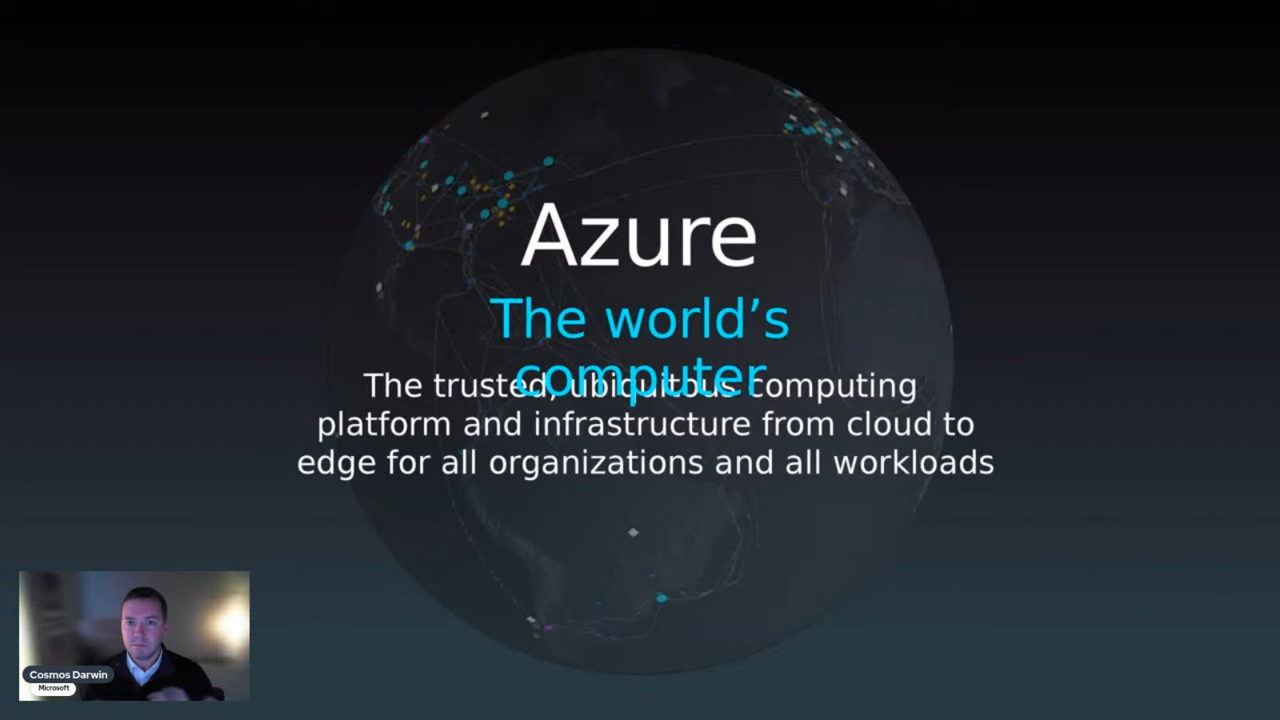 Azure
The world’s
computer
The trusted, ubiquitous computing
platform and infrastructure from cloud to
edge for all organizations and all workloads
Cosmos Darwin
Microsoft